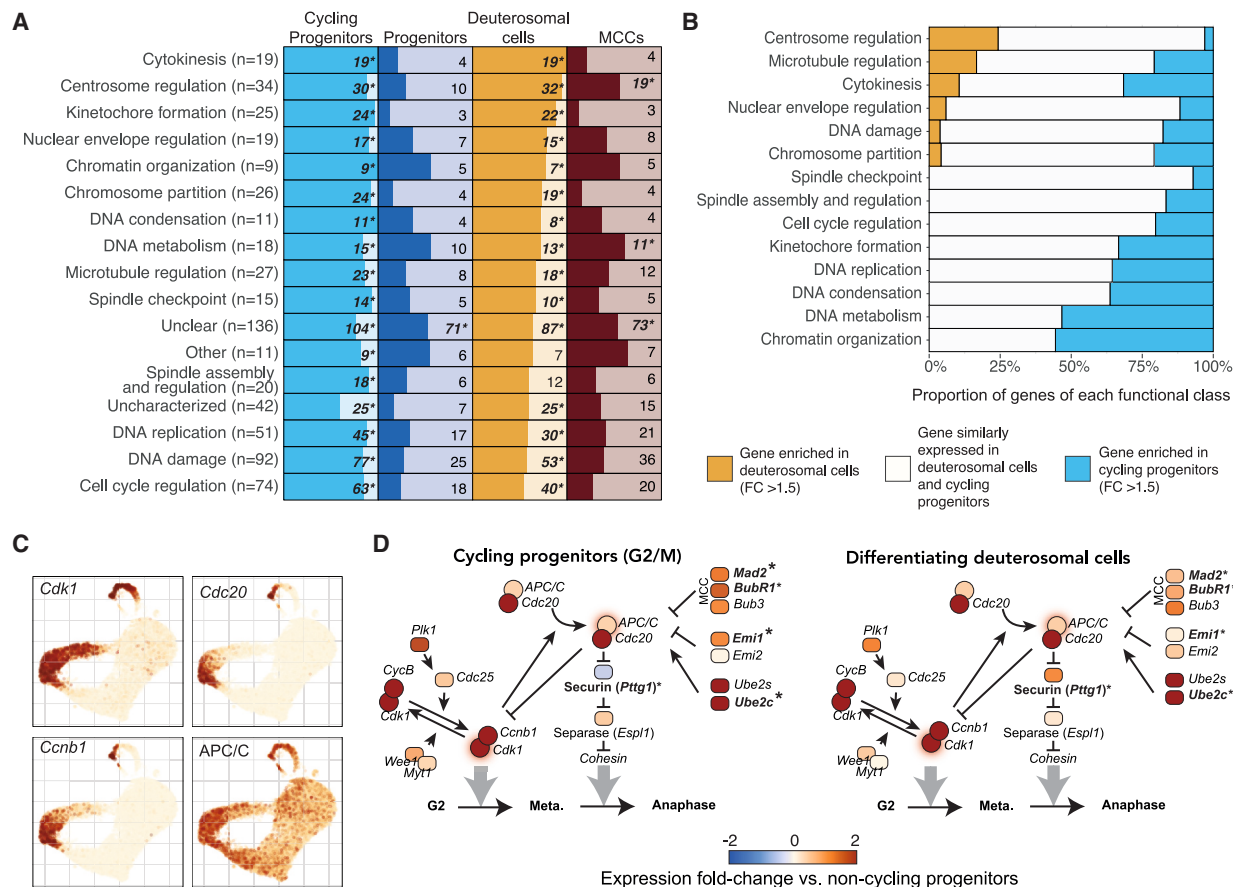 A
Cycling
Progenitors
Progenitors
Deuterosomal
cells
MCCs
Cytokinesis (n=19) 19* 4 19* 4
Centrosome regulation (n=34) 30* 10 32* 19*
Kinetochore formation (n=25) 24* 3 22* 3
Nuclear envelope regulation (n=19) 17* 7 15* 8
Chromatin organization (n=9) 9* 5 7* 5
Chromosome partition (n=26) 24* 4 19* 4
DNA condensation (n=11) 11* 4 8* 4
DNA metabolism (n=18) 15* 10 13* 11*
Microtubule regulation (n=27) 23* 8 18* 12
Spindle checkpoint (n=15) 14* 5 10* 5
Unclear (n=136) 104* 71* 87* 73*
Other (n=11) 9* 6 7 7
Spindle assembly
and regulation (n=20) 18* 6 12 6
Uncharacterized (n=42) 25* 7 25* 15
DNA replication (n=51) 45* 17 30* 21
DNA damage (n=92) 77* 25 53* 36
Cell cycle regulation (n=74) 63* 18 40* 20
B
Centrosome regulation
Microtubule regulation
Cytokinesis
Nuclear envelope regulation
DNA damage
Chromosome partition
Spindle checkpoint
Spindle assembly and regulation
Cell cycle regulation
Kinetochore formation
DNA replication
DNA condensation
DNA metabolism
Chromatin organization
0% 25% 50% 75% 100%
Proportion of genes of each functional class
Gene enriched in
deuterosomal cells
(FC >1.5)
Gene similarly
expressed in
deuterosomal cells
and cycling
progenitors
Gene enriched in
cycling progenitors
(FC >1.5)
C
Cdk1
Cdc20
Ccnb1
APC/C
D
Cycling progenitors (G2/M)
APC/C
Cdc20
MCC
Mad2*
BubR1*
Bub3
APC/C
Cdc20
Emi1*
Emi2
Plk1
Cdc25
CycB
Cdk1
Securin (Pttg1)*
Ube2s
Ube2c*
Ccnb1
Cdk1
Separase (Espl1)
Wee1
Myt1
Cohesin
G2 Meta. Anaphase
Differentiating deuterosomal cells
APC/C
Cdc20
MCC
Mad2*
BubR1*
Bub3
APC/C
Cdc20
Emi1*
Emi2
Plk1
Cdc25
CycB
Cdk1
Securin (Pttg1)*
Ube2s
Ube2c*
Ccnb1
Cdk1
Separase (Espl1)
Wee1
Myt1
Cohesin
G2 Meta. Anaphase
-2 0 2
Expression fold-change vs. non-cycling progenitors